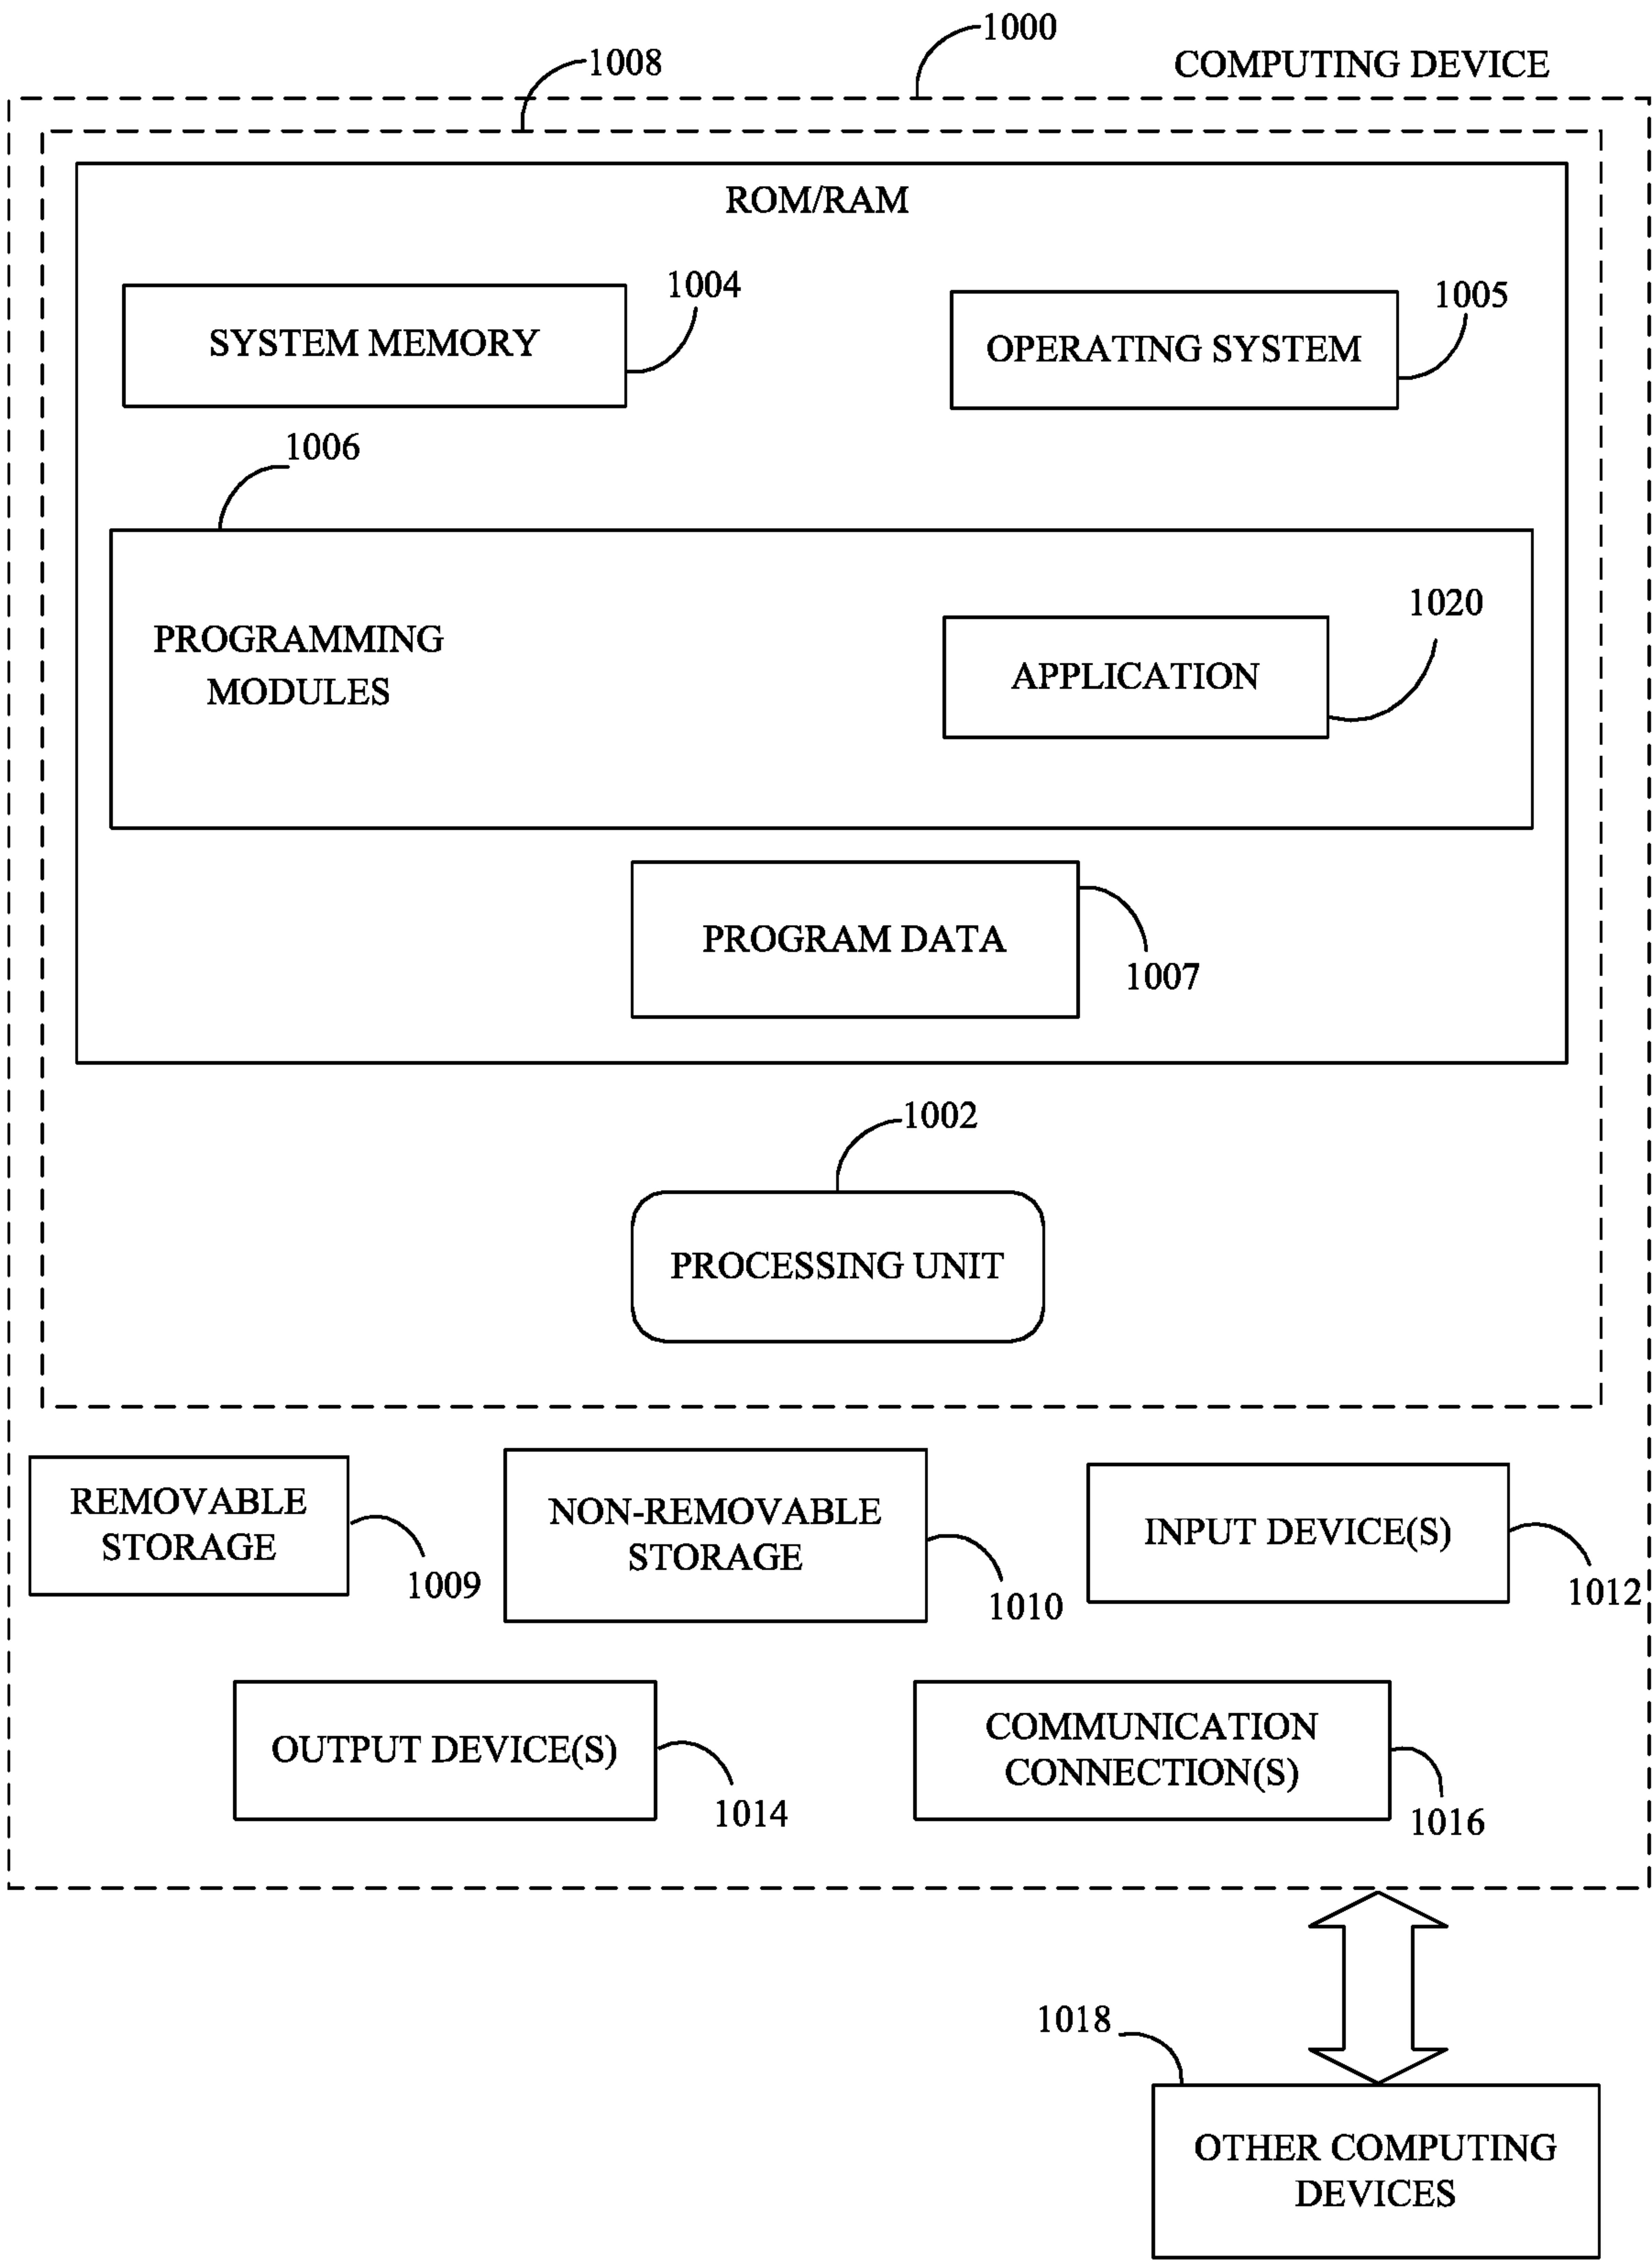 1000
COMPUTING DEVICE
1008
ROM/RAM
1004
SYSTEM MEMORY
1005
OPERATING SYSTEM
1006
PROGRAMMING
MODULES
1020
APPLICATION
PROGRAM DATA
1007
1002
PROCESSING UNIT
REMOVABLE
STORAGE
1009
NON-REMOVABLE
STORAGE
1010
INPUT DEVICE(S)
1012
OUTPUT DEVICE(S)
1014
COMMUNICATION
CONNECTION(S)
1016
1018
OTHER COMPUTING
DEVICES